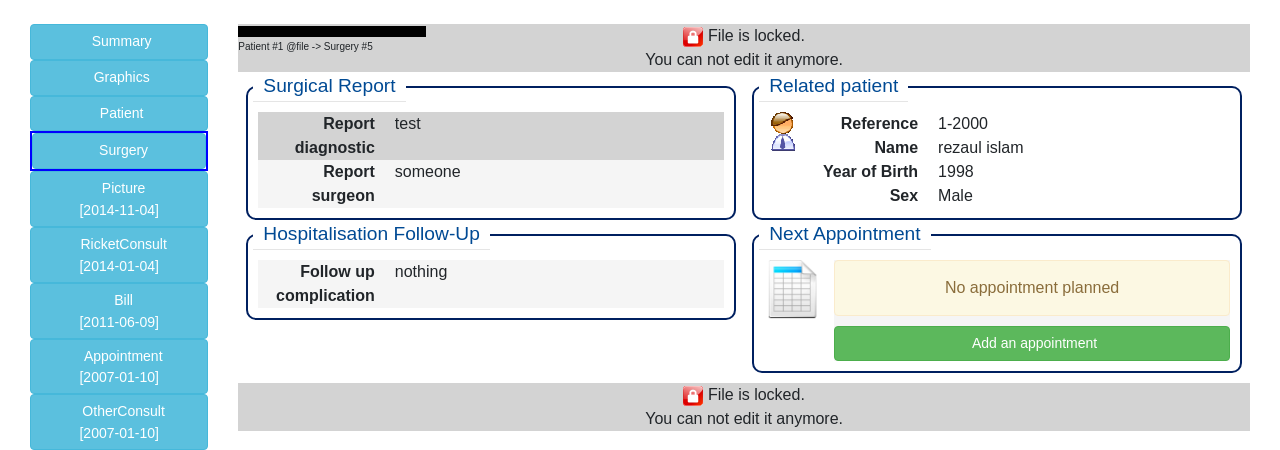 Summary
Graphics
Patient
Surgery
Picture
[2014-11-04]
RicketConsult
[2014-01-04]
Bill
[2011-06-09]
Appointment
[2007-01-10]
OtherConsult
[2007-01-10]
Patient #1 @file -> Surgery #5
File is locked.
You can not edit it anymore.
Surgical Report
Report diagnostic test
Report surgeon someone
Hospitalisation Follow-Up
Follow up complication nothing
Related patient
Reference 1-2000
Name rezaul islam
Year of Birth 1998
Sex Male
Next Appointment
No appointment planned
Add an appointment
File is locked.
You can not edit it anymore.